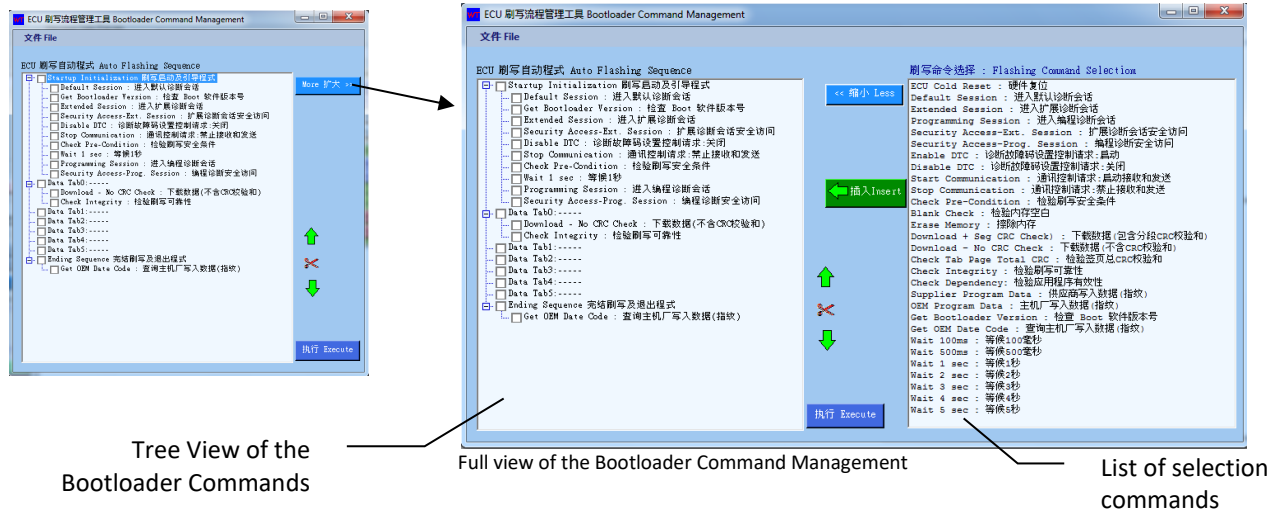 ECU 刷写流程管理工具 Bootloader Command Management
文件 File
ECU 刷写自动程式 Auto Flashing Sequence
Startup Initialization 刷写启动及引导程式
Default Session : 进入默认诊断会话
Get Bootloader Version : 检查 Boot 软件版本号
Extended Session : 进入扩展诊断会话
Security Access-Ext. Session : 扩展诊断会话安全访问
Disable DTC : 诊断故障码设置控制请求:关闭
Stop Communication : 通讯控制请求:禁止接收和发送
Check Pre-Condition : 检验刷写安全条件
Wait 1 sec : 等候1秒
Programming Session : 进入编程诊断会话
Security Access-Prog. Session : 编程诊断安全访问
Data Tab0:-----
Download - No CRC Check : 下载数据(不含CRC校验和)
Check Integrity : 检验刷写可靠性
Data Tab1:-----
Data Tab2:-----
Data Tab3:-----
Data Tab4:-----
Data Tab5:-----
Ending Sequence 完结刷写及退出程式
Get OEM Date Code : 查询主机厂写入数据(指纹)
More 扩大 >>
执行 Execute
ECU 刷写流程管理工具 Bootloader Command Management
文件 File
ECU 刷写自动程式 Auto Flashing Sequence
Startup Initialization 刷写启动及引导程式
Default Session : 进入默认诊断会话
Get Bootloader Version : 检查 Boot 软件版本号
Extended Session : 进入扩展诊断会话
Security Access-Ext. Session : 扩展诊断会话安全访问
Disable DTC : 诊断故障码设置控制请求:关闭
Stop Communication : 通讯控制请求:禁止接收和发送
Check Pre-Condition : 检验刷写安全条件
Wait 1 sec : 等候1秒
Programming Session : 进入编程诊断会话
Security Access-Prog. Session : 编程诊断安全访问
Data Tab0:-----
Download - No CRC Check : 下载数据(不含CRC校验和)
Check Integrity : 检验刷写可靠性
Data Tab1:-----
Data Tab2:-----
Data Tab3:-----
Data Tab4:-----
Data Tab5:-----
Ending Sequence 完结刷写及退出程式
Get OEM Date Code : 查询主机厂写入数据(指纹)
<< 缩小 Less
插入Insert
执行 Execute
刷写命令选择 : Flashing Command Selection
ECU Cold Reset : 硬件复位
Default Session : 进入默认诊断会话
Extended Session : 进入扩展诊断会话
Programming Session : 进入编程诊断会话
Security Access-Ext. Session : 扩展诊断会话安全访问
Security Access-Prog. Session : 编程诊断安全访问
Enable DTC : 诊断故障码设置控制请求:启动
Disable DTC : 诊断故障码设置控制请求:关闭
Start Communication : 通讯控制请求:启动接收和发送
Stop Communication : 通讯控制请求:禁止接收和发送
Check Pre-Condition : 检验刷写安全条件
Blank Check : 检验内存空白
Erase Memory : 擦除内存
Download + Seg CRC Check) : 下载数据(包含分段CRC校验和)
Download - No CRC Check : 下载数据(不含CRC校验和)
Check Tab Page Total CRC : 检验签页总CRC校验和
Check Integrity : 检验刷写可靠性
Check Dependency: 检验应用程序有效性
Supplier Program Data : 供应商写入数据(指纹)
OEM Program Data : 主机厂写入数据(指纹)
Get Bootloader Version : 检查 Boot 软件版本号
Get OEM Date Code : 查询主机厂写入数据(指纹)
Wait 100ms : 等候100毫秒
Wait 500ms : 等候500毫秒
Wait 1 sec : 等候1秒
Wait 2 sec : 等候2秒
Wait 3 sec : 等候3秒
Wait 4 sec : 等候4秒
Wait 5 sec : 等候5秒
Tree View of the
Bootloader Commands
Full view of the Bootloader Command Management
List of selection
commands